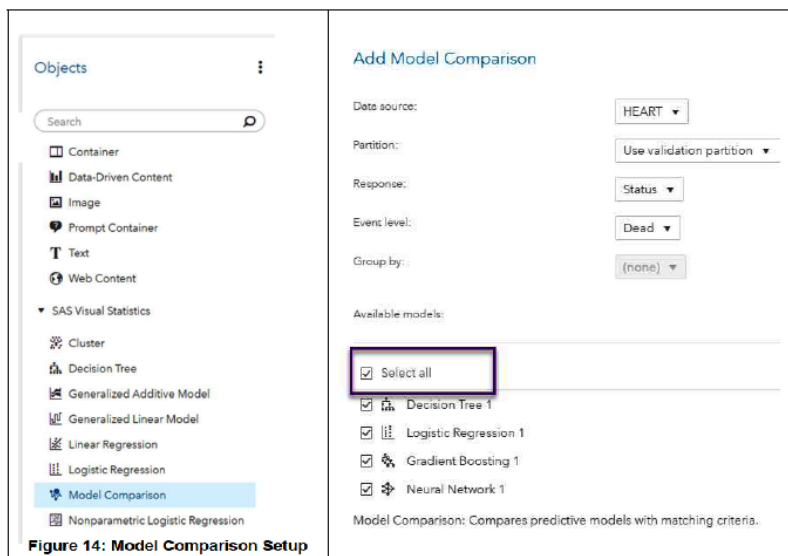 Objects
Search
Container
Data-Driven Content
Image
Prompt Container
Text
Web Content
SAS Visual Statistics
Cluster
Decision Tree
Generalized Additive Model
Generalized Linear Model
Linear Regression
Logistic Regression
Model Comparison
Nonparametric Logistic Regression
Figure 14: Model Comparison Setup
Add Model Comparison
Data source:
HEART
Partition:
Use validation partition
Response:
Status
Event level:
Dead
Group by:
(none)
Available models:
Select all
Decision Tree 1
Logistic Regression 1
Gradient Boosting 1
Neural Network 1
Model Comparison: Compares predictive models with matching criteria.